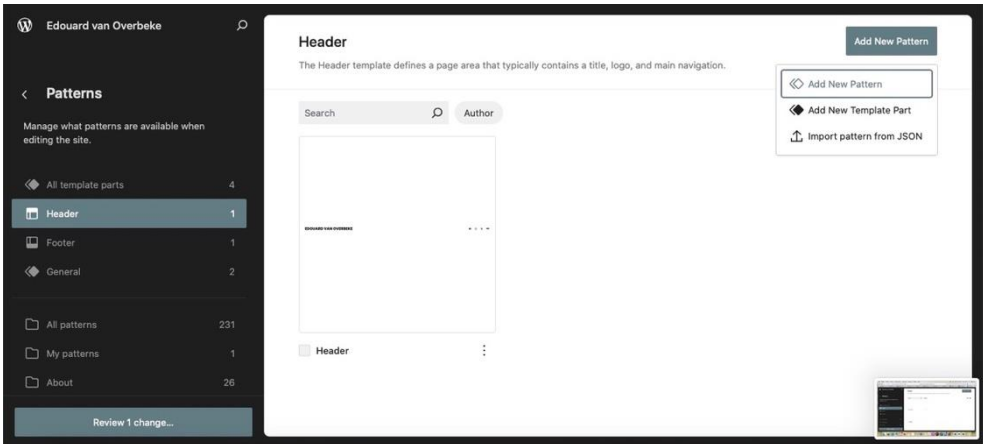 Edouard van Overbeke
Patterns
Manage what patterns are available when
editing the site.
All template parts 4
Header 1
Footer 1
General 2
All patterns 231
My patterns 1
About 26
Review 1 change...
Header
Add New Pattern
The Header template defines a page area that typically contains a title, logo, and main navigation.
Search
Author
Add New Pattern
Add New Template Part
Import pattern from JSON
EDOUARD VAN OVERBEKE
Header